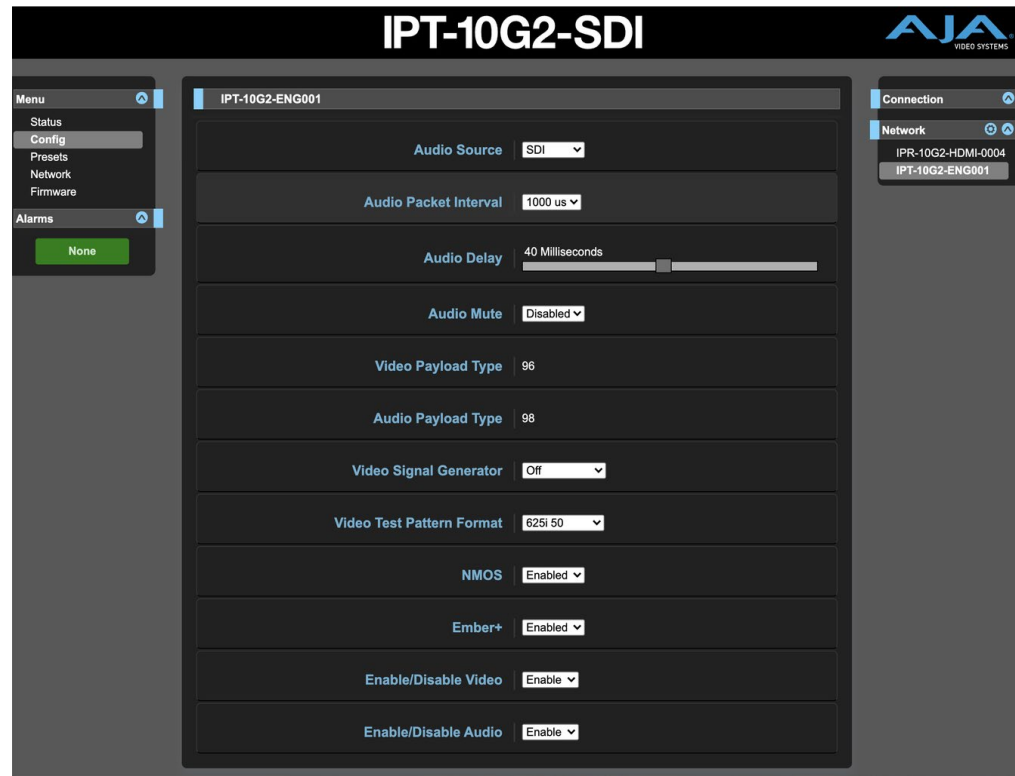 IPT-10G2-SDI
AJA
VIDEO SYSTEMS
Menu
Status
Config
Presets
Network
Firmware
Alarms
None
IPT-10G2-ENG001
Audio Source SDI
Audio Packet Interval 1000 us
Audio Delay 40 Milliseconds
Audio Mute Disabled
Video Payload Type 96
Audio Payload Type 98
Video Signal Generator Off
Video Test Pattern Format 625i 50
NMOS Enabled
Ember+ Enabled
Enable/Disable Video Enable
Enable/Disable Audio Enable
Connection
Network
IPR-10G2-HDMI-0004
IPT-10G2-ENG001